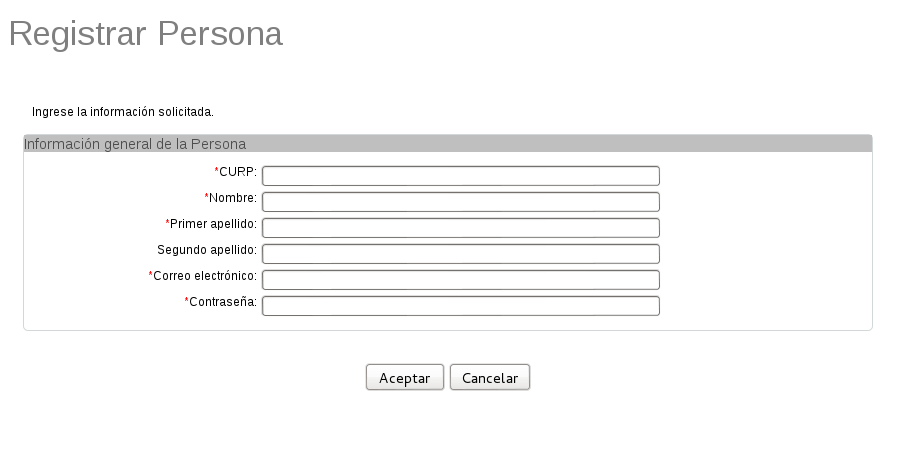 Registrar Persona
Ingrese la información solicitada.
Información general de la Persona
*CURP:
*Nombre:
*Primer apellido:
Segundo apellido:
*Correo electrónico:
*Contraseña:
Aceptar Cancelar